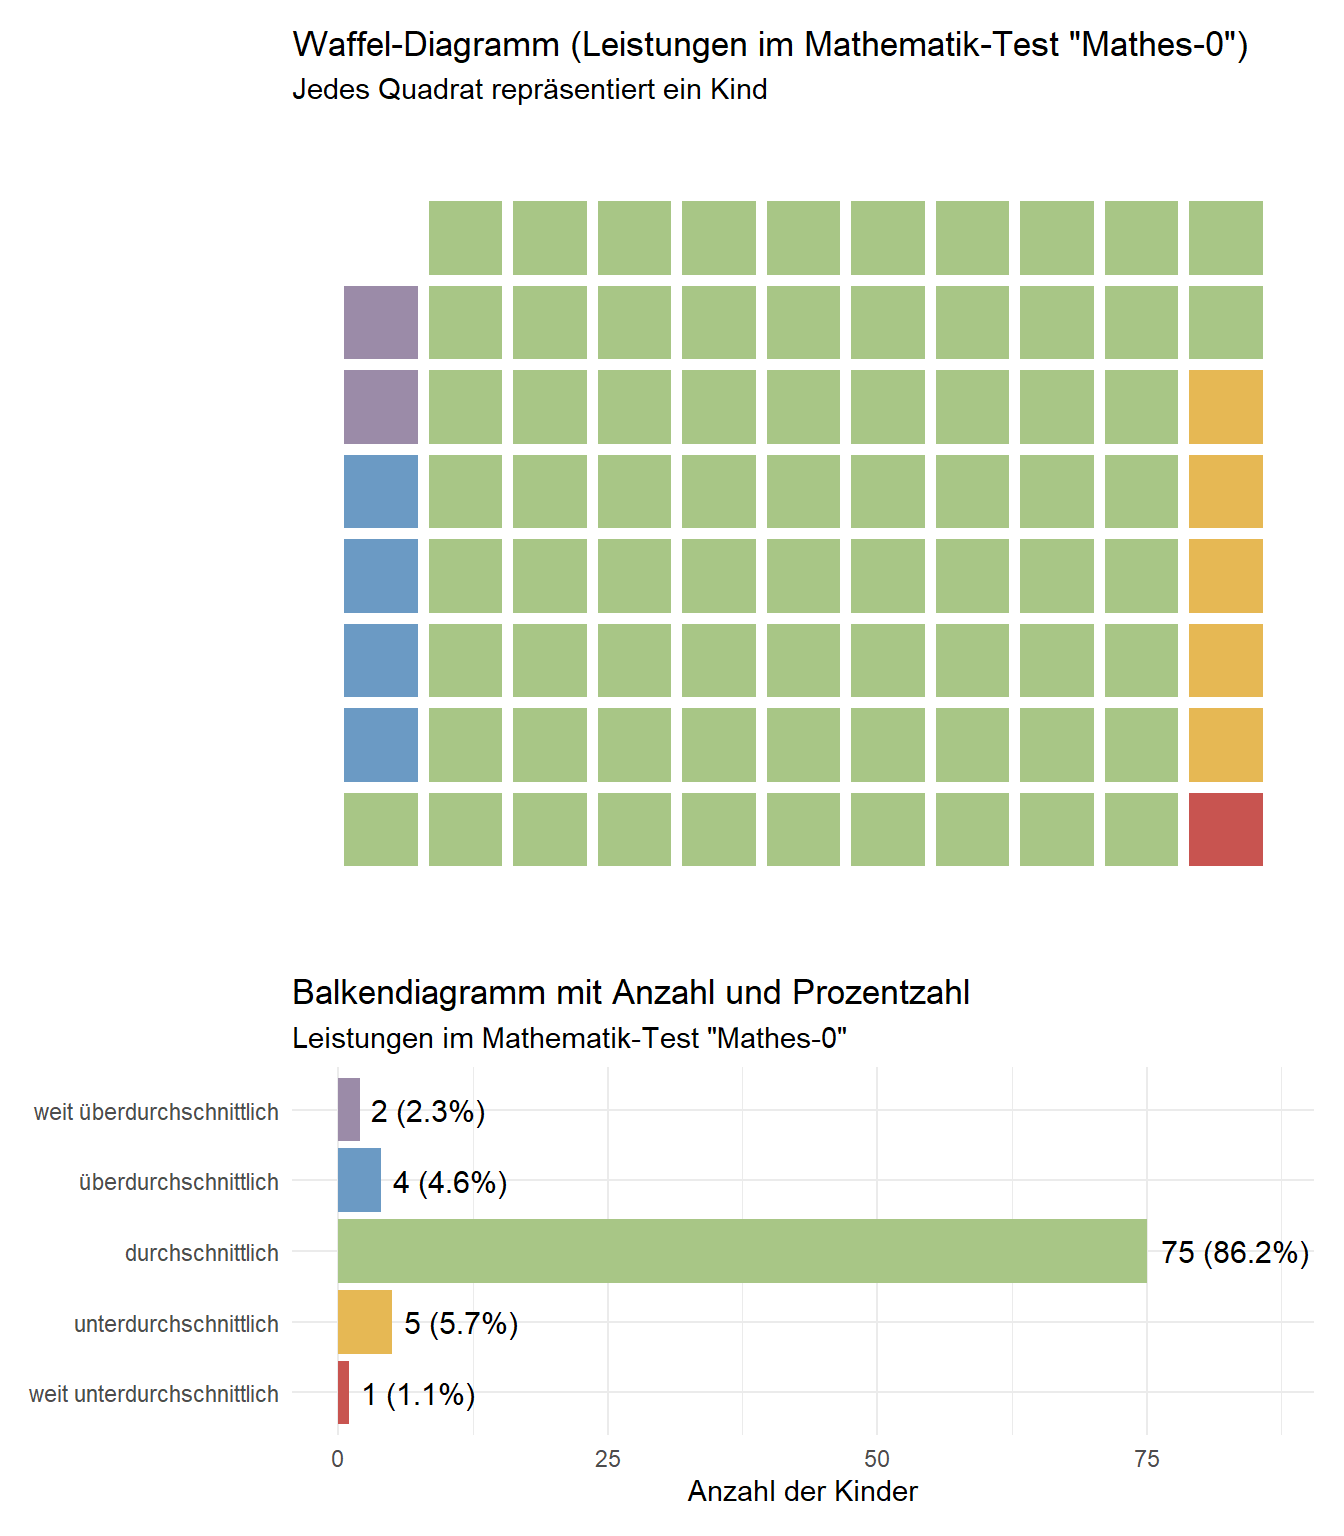 Waffel-Diagramm (Leistungen im Mathematik-Test "Mathes-0")
Jedes Quadrat repräsentiert ein Kind
Balkendiagramm mit Anzahl und Prozentzahl
Leistungen im Mathematik-Test "Mathes-0"
weit überdurchschnittlich 2 (2.3%)
überdurchschnittlich 4 (4.6%)
durchschnittlich 75 (86.2%)
unterdurchschnittlich 5 (5.7%)
weit unterdurchschnittlich 1 (1.1%)
0 25 50 75
Anzahl der Kinder